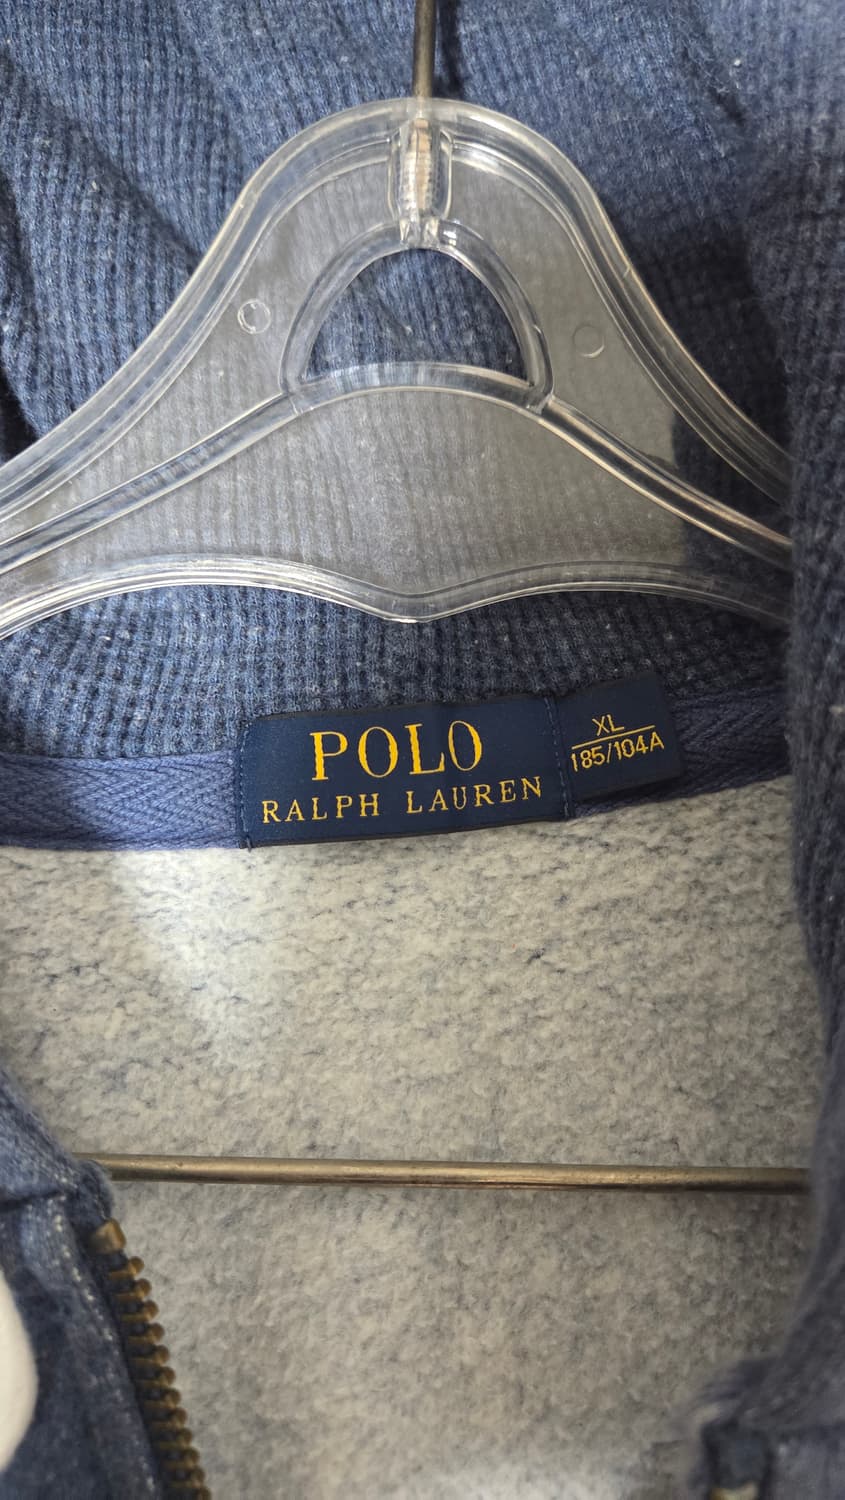 POLO
RALPH LAUREN
XL
185/104A